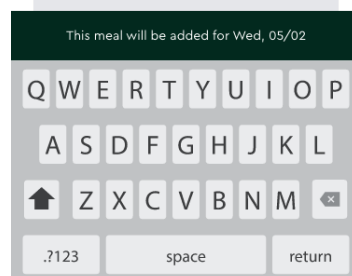 This meal will be added for Wed, 05/02
Q W E R T Y U I O P
A S D F G H J K L
Z X C V B N M
.?123 space return